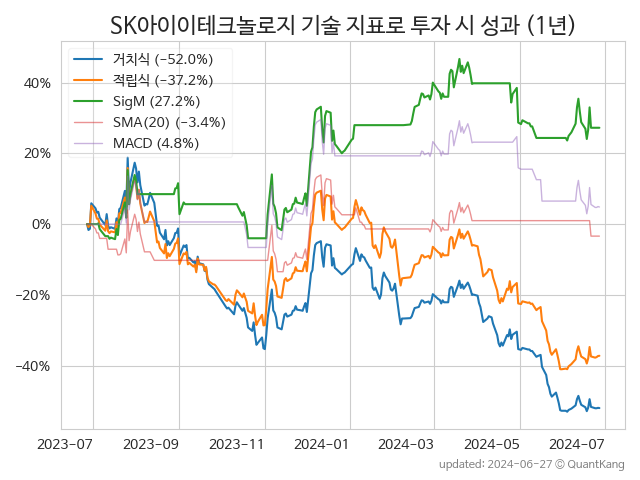 SK아이이테크놀로지 기술 지표로 투자 시 성과 (1년)
거치식 (−52.0%)
적립식 (−37.2%)
SigM (27.2%)
SMA(20) (−3.4%)
MACD (4.8%)
40%
20%
0%
−20%
−40%
2023-07
2023-09
2023-11
2024-01
2024-03
2024-05
2024-07
updated: 2024-06-27 © QuantKang